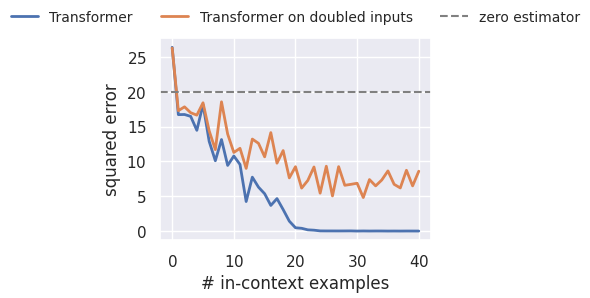 Transformer
Transformer on doubled inputs
zero estimator
squared error
25
20
15
10
5
0
0
10
20
30
40
# in-context examples